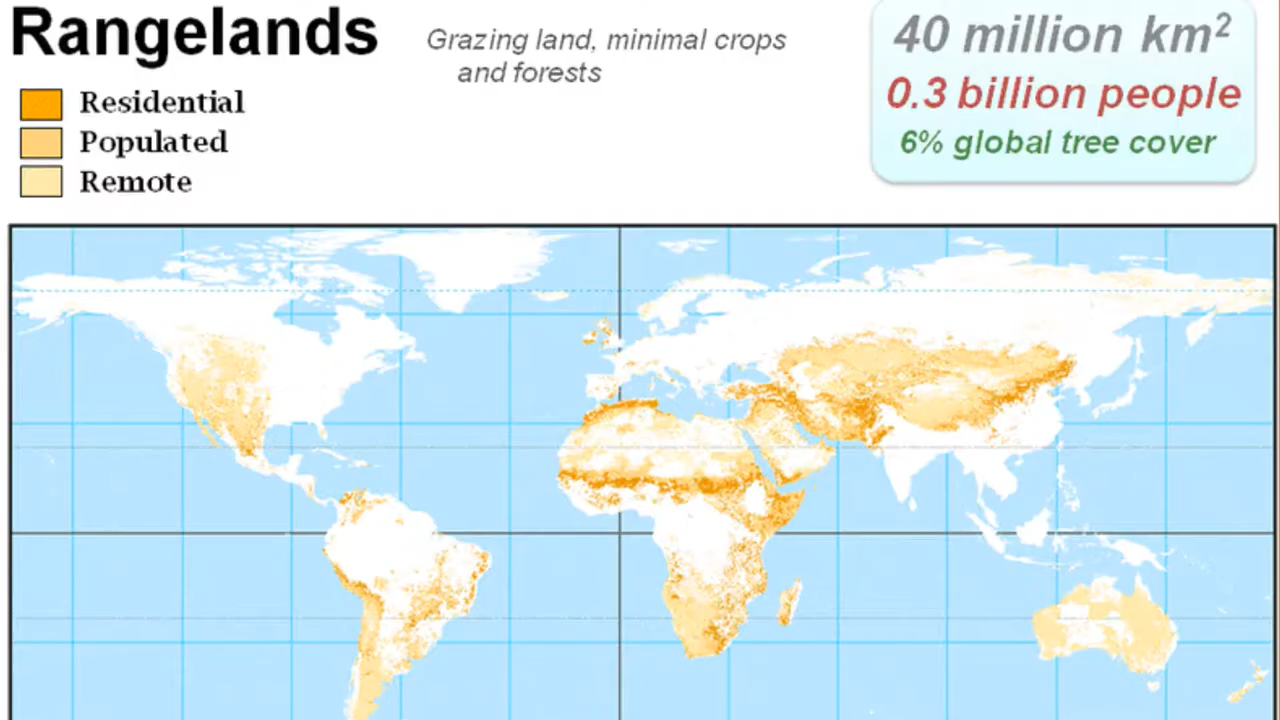 Rangelands
Grazing land, minimal crops
and forests
Residential
Populated
Remote
40 million km²
0.3 billion people
6% global tree cover